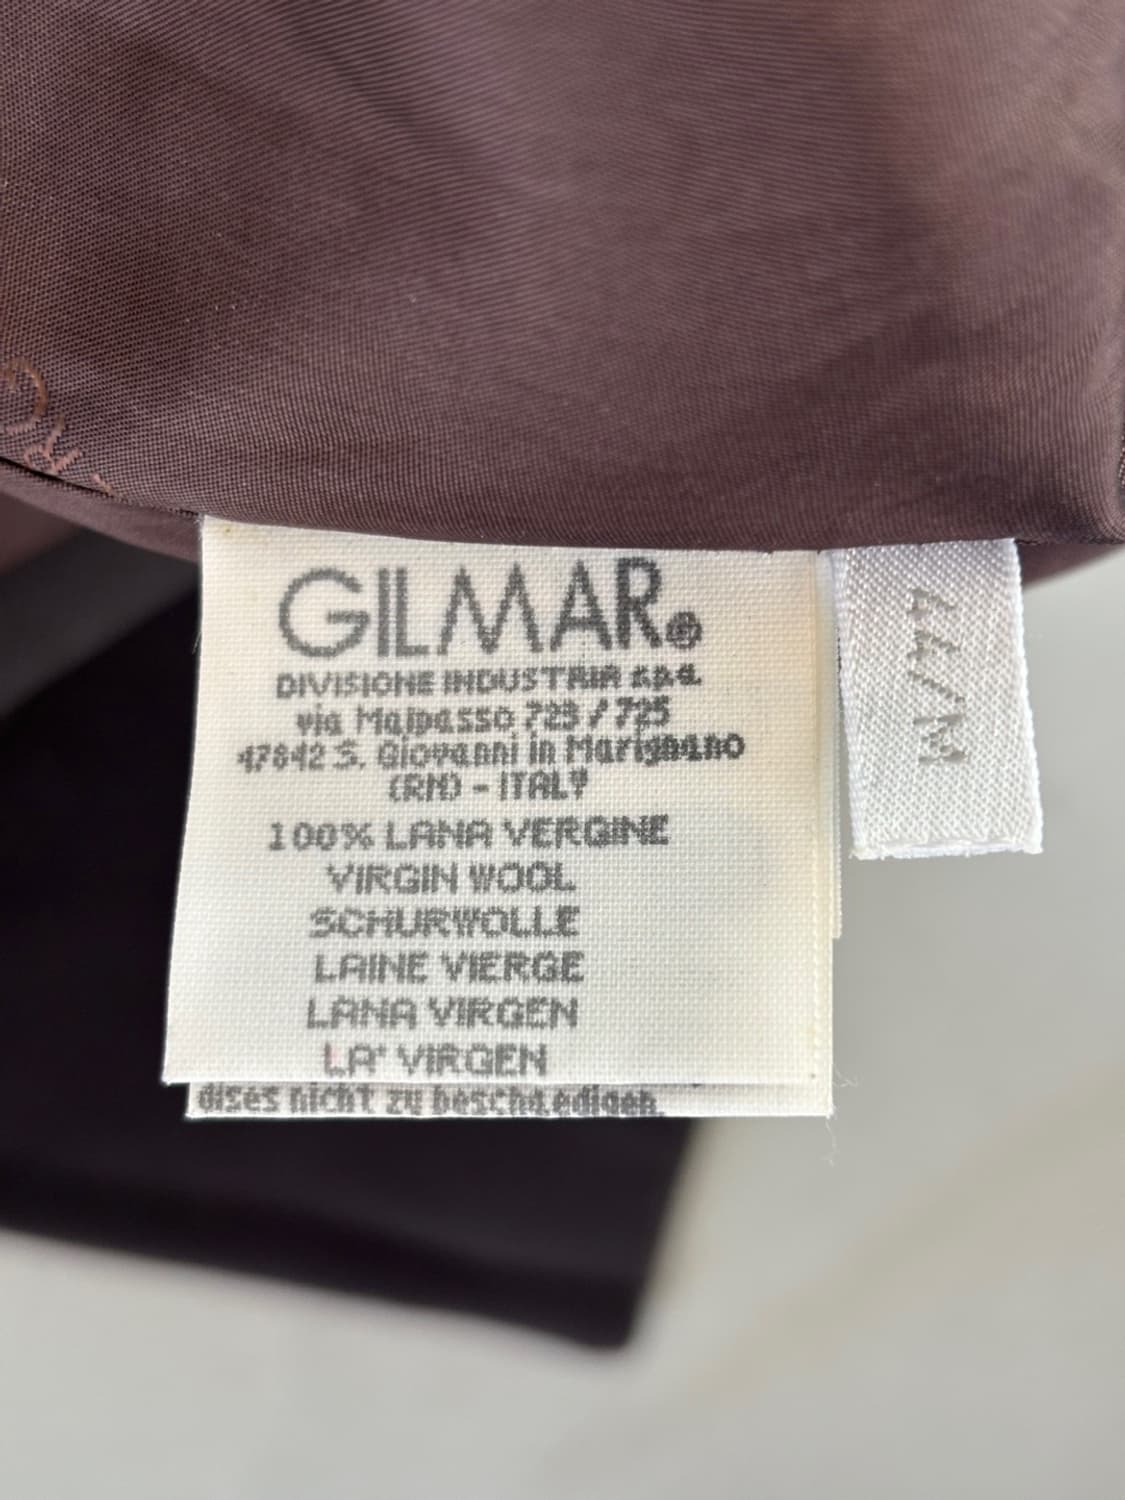 GILMAR®
DIVISIONE INDUSTRIA s.p.a.
via Malpasso 723/725
47842 S. Giovanni in Marignano
(RN) - ITALY
100% LANA VERGINE
VIRGIN WOOL
SCHURWOLLE
LAINE VIERGE
LANA VIRGEN
LA' VIRGEN
dises nicht zu beschaedigen.
44/M